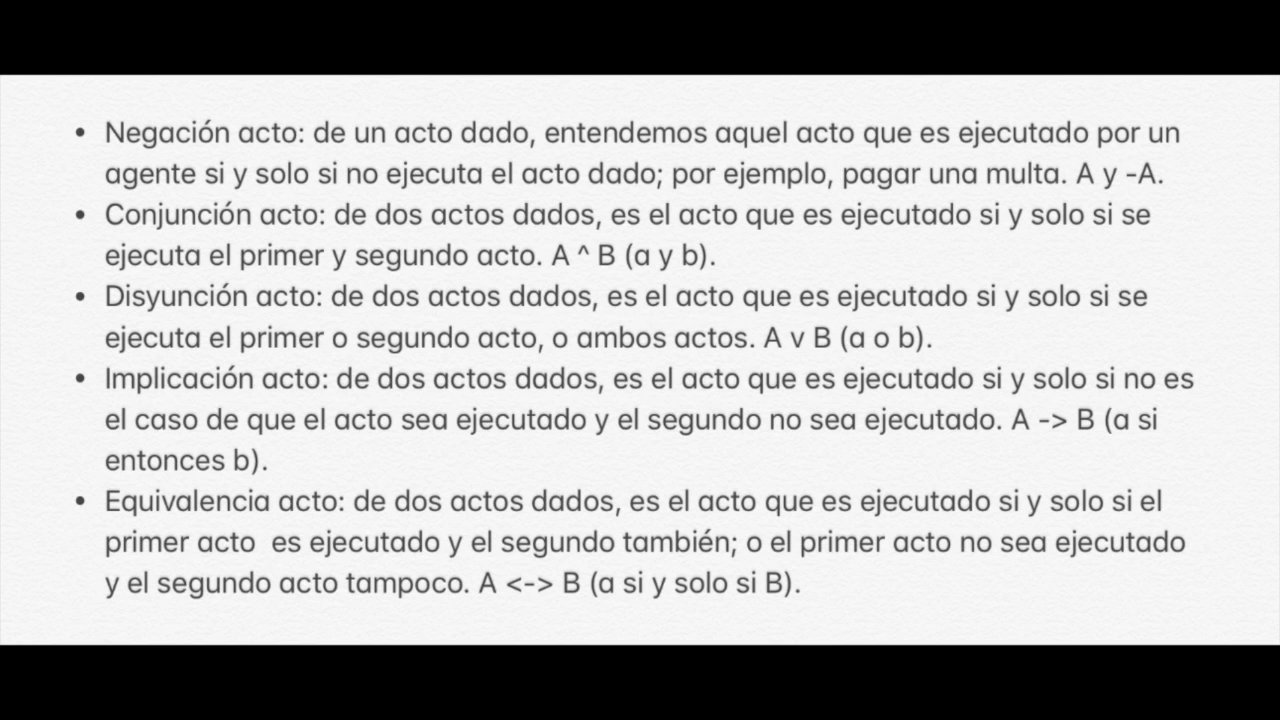 • Negación acto: de un acto dado, entendemos aquel acto que es ejecutado por un
agente si y solo si no ejecuta el acto dado; por ejemplo, pagar una multa. A y -A.
• Conjunción acto: de dos actos dados, es el acto que es ejecutado si y solo si se
ejecuta el primer y segundo acto. A ^ B (a y b).
• Disyunción acto: de dos actos dados, es el acto que es ejecutado si y solo si se
ejecuta el primer o segundo acto, o ambos actos. A v B (a o b).
• Implicación acto: de dos actos dados, es el acto que es ejecutado si y solo si no es
el caso de que el acto sea ejecutado y el segundo no sea ejecutado. A -> B (a si
entonces b).
• Equivalencia acto: de dos actos dados, es el acto que es ejecutado si y solo si el
primer acto  es ejecutado y el segundo también; o el primer acto no sea ejecutado
y el segundo acto tampoco. A <-> B (a si y solo si B).